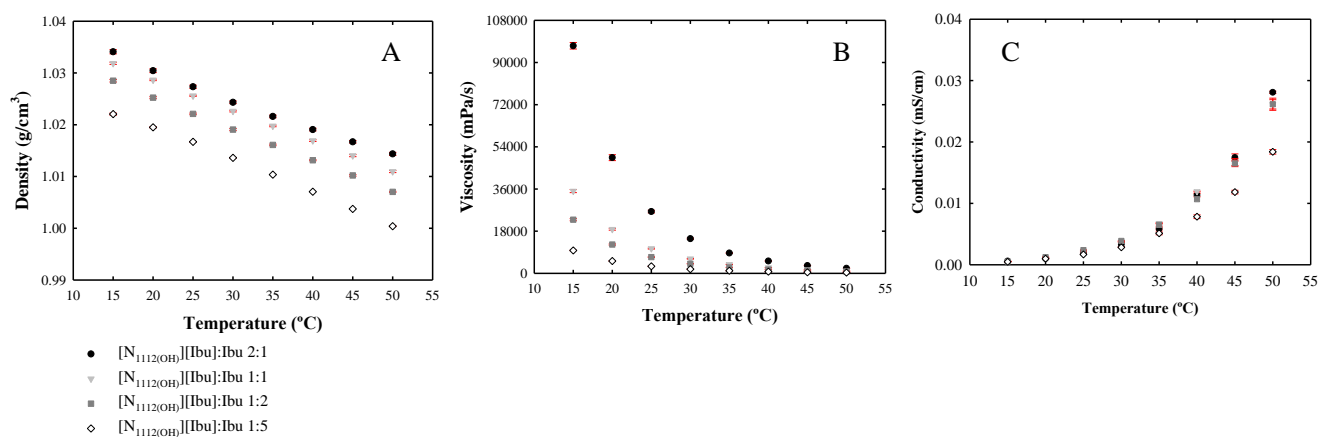 1.04
1.03
1.02
1.01
1.00
0.99
Density (g/cm³)
A
10 15 20 25 30 35 40 45 50 55
Temperature (ºC)
108000
90000
72000
54000
36000
18000
0
Viscosity (mPa/s)
B
10 15 20 25 30 35 40 45 50 55
Temperature (ºC)
0.04
0.03
0.02
0.01
0.00
Conductivity (mS/cm)
C
10 15 20 25 30 35 40 45 50 55
Temperature (ºC)
[N1112(OH)][Ibu]:Ibu 2:1
[N1112(OH)][Ibu]:Ibu 1:1
[N1112(OH)][Ibu]:Ibu 1:2
[N1112(OH)][Ibu]:Ibu 1:5